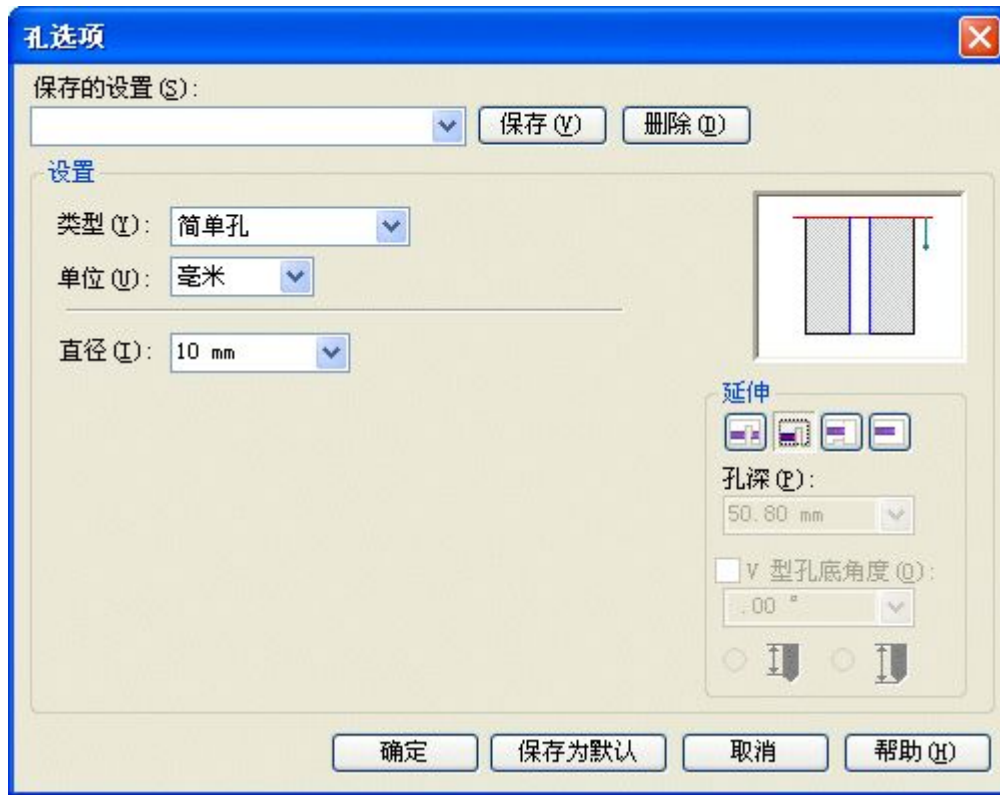 孔选项
保存的设置(S):
保存(V) 删除(D)
设置
类型(Y): 简单孔
单位(U): 毫米
直径(I): 10 mm
延伸
孔深(P):
50.80 mm
V 型孔底角度(O):
.00 °
确定 保存为默认 取消 帮助(H)